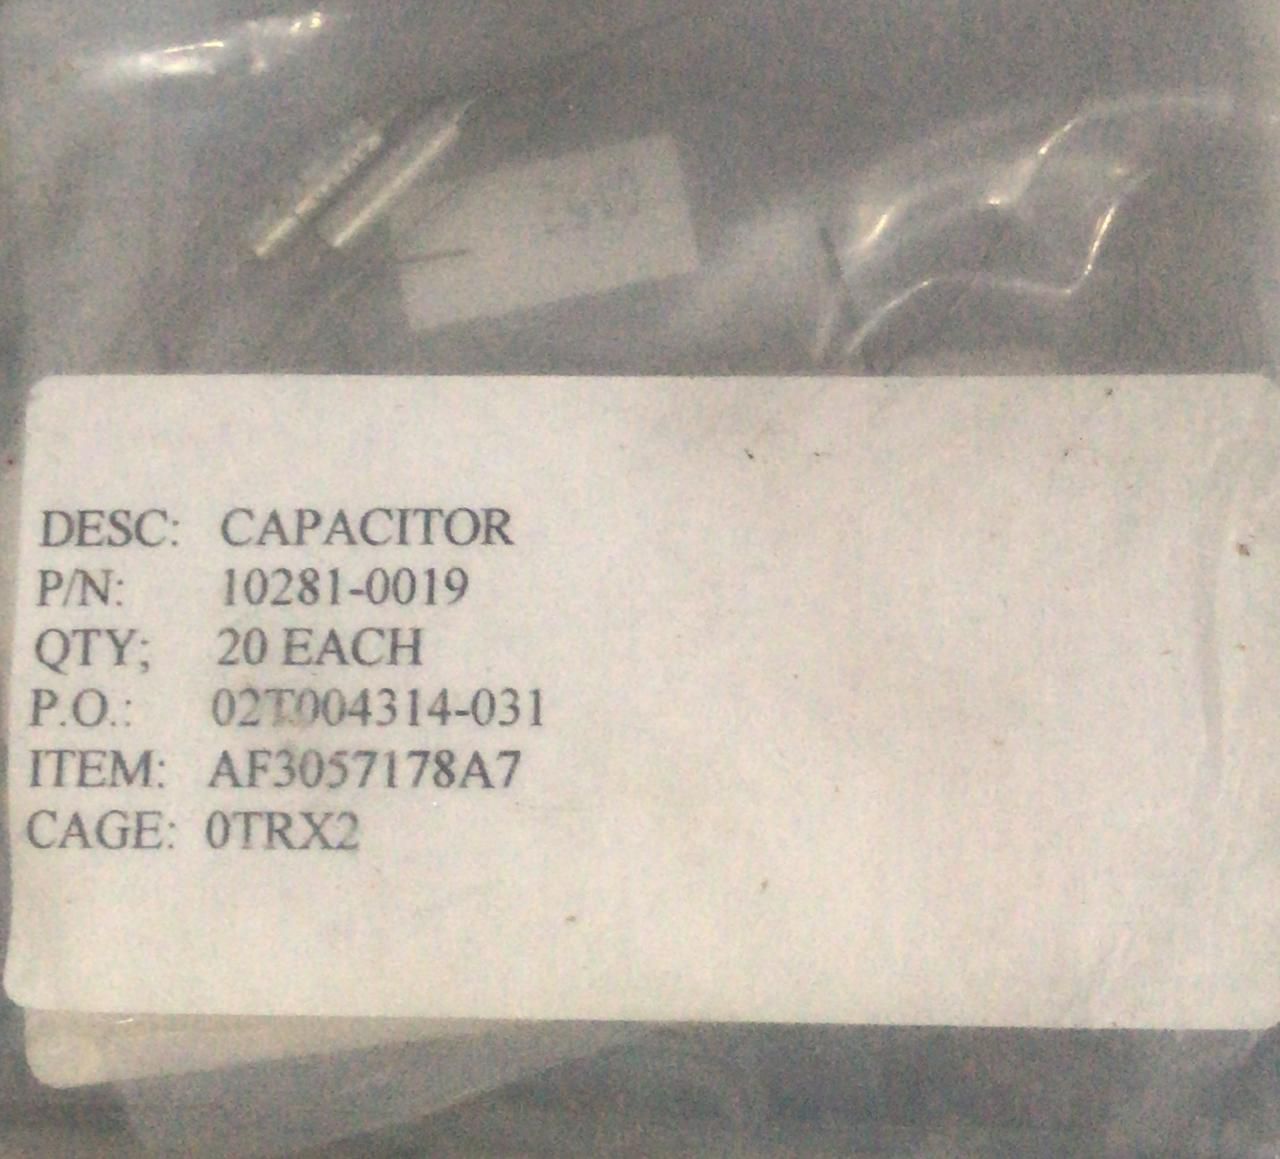 DESC: CAPACITOR
P/N: 10281-0019
QTY; 20 EACH
P.O.: 02T004314-031
ITEM: AF3057178A7
CAGE: 0TRX2